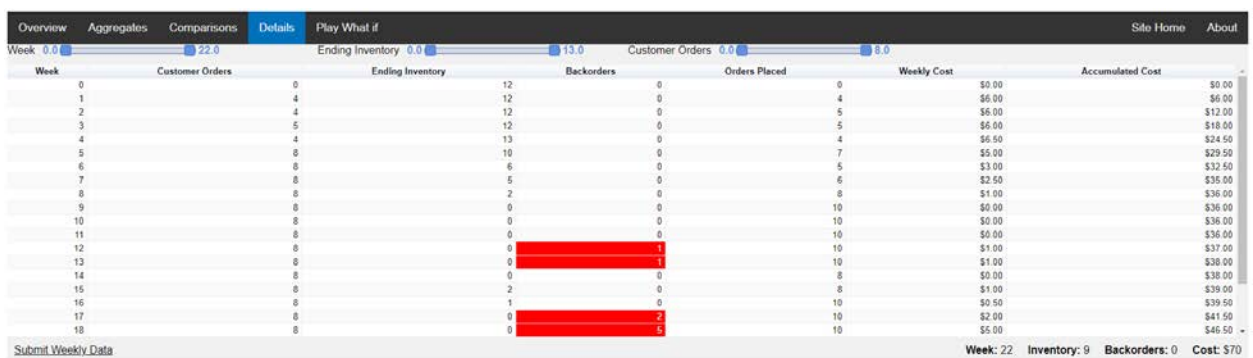 Overview Aggregates Comparisons Details Play What if Site Home About
Week 0.0 22.0 Ending Inventory 0.0 13.0 Customer Orders 0.0 8.0
Week Customer Orders Ending Inventory Backorders Orders Placed Weekly Cost Accumulated Cost
0 0 12 0 0 $0.00 $0.00
1 4 12 0 4 $6.00 $6.00
2 4 12 0 5 $6.00 $12.00
3 5 12 0 5 $6.00 $18.00
4 4 13 0 4 $6.50 $24.50
5 8 10 0 7 $5.00 $29.50
6 8 6 0 5 $3.00 $32.50
7 8 5 0 6 $2.50 $35.00
8 8 2 0 8 $1.00 $36.00
9 8 0 0 10 $0.00 $36.00
10 8 0 0 10 $0.00 $36.00
11 8 0 0 10 $0.00 $36.00
12 8 0 1 10 $1.00 $37.00
13 8 0 1 10 $1.00 $38.00
14 8 0 0 8 $0.00 $38.00
15 8 2 0 8 $1.00 $39.00
16 8 1 0 10 $0.50 $39.50
17 8 0 2 10 $2.00 $41.50
18 8 0 5 10 $5.00 $46.50
Submit Weekly Data Week: 22 Inventory: 9 Backorders: 0 Cost: $70